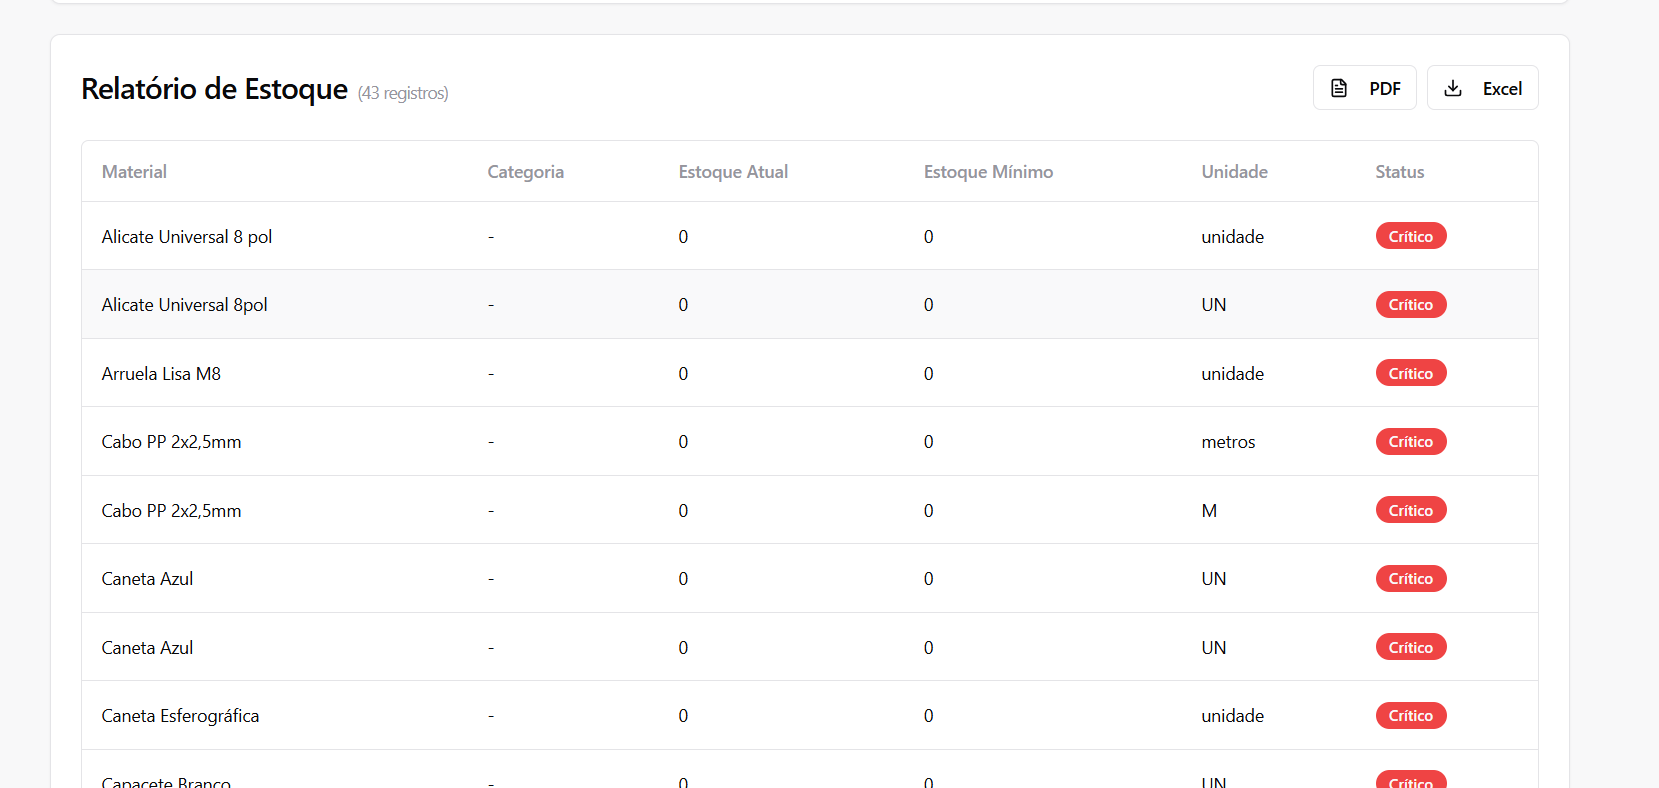 Relatório de Estoque (43 registros) PDF Excel
Material Categoria Estoque Atual Estoque Mínimo Unidade Status
Alicate Universal 8 pol - 0 0 unidade Crítico
Alicate Universal 8pol - 0 0 UN Crítico
Arruela Lisa M8 - 0 0 unidade Crítico
Cabo PP 2x2,5mm - 0 0 metros Crítico
Cabo PP 2x2,5mm - 0 0 M Crítico
Caneta Azul - 0 0 UN Crítico
Caneta Azul - 0 0 UN Crítico
Caneta Esferográfica - 0 0 unidade Crítico
Capacete Branco - 0 0 UN Crítico